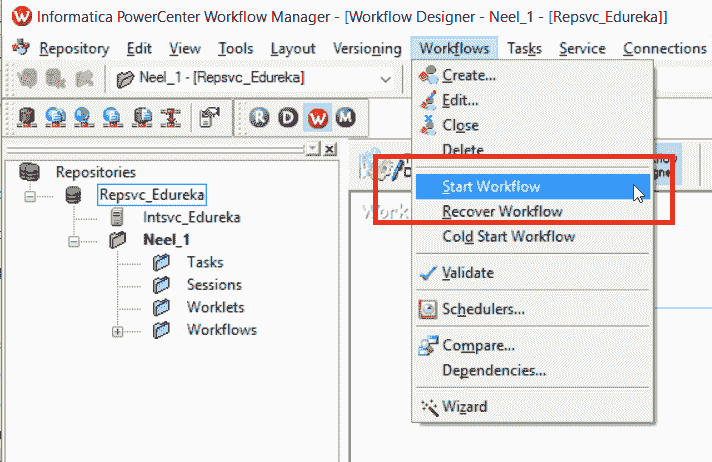 Informatica PowerCenter Workflow Manager - [Workflow Designer - Neel_1 - [Repsvc_Edureka]]
Repository Edit View Tools Layout Versioning Workflows Tasks Service Connections
Neel_1 - [Repsvc_Edureka]
R D W M
Repositories
Repsvc_Edureka
Intsvc_Edureka
Neel_1
Tasks
Sessions
Worklets
Workflows
Create...
Edit...
Close
Delete
Start Workflow
Recover Workflow
Cold Start Workflow
Validate
Schedulers...
Compare...
Dependencies...
Wizard